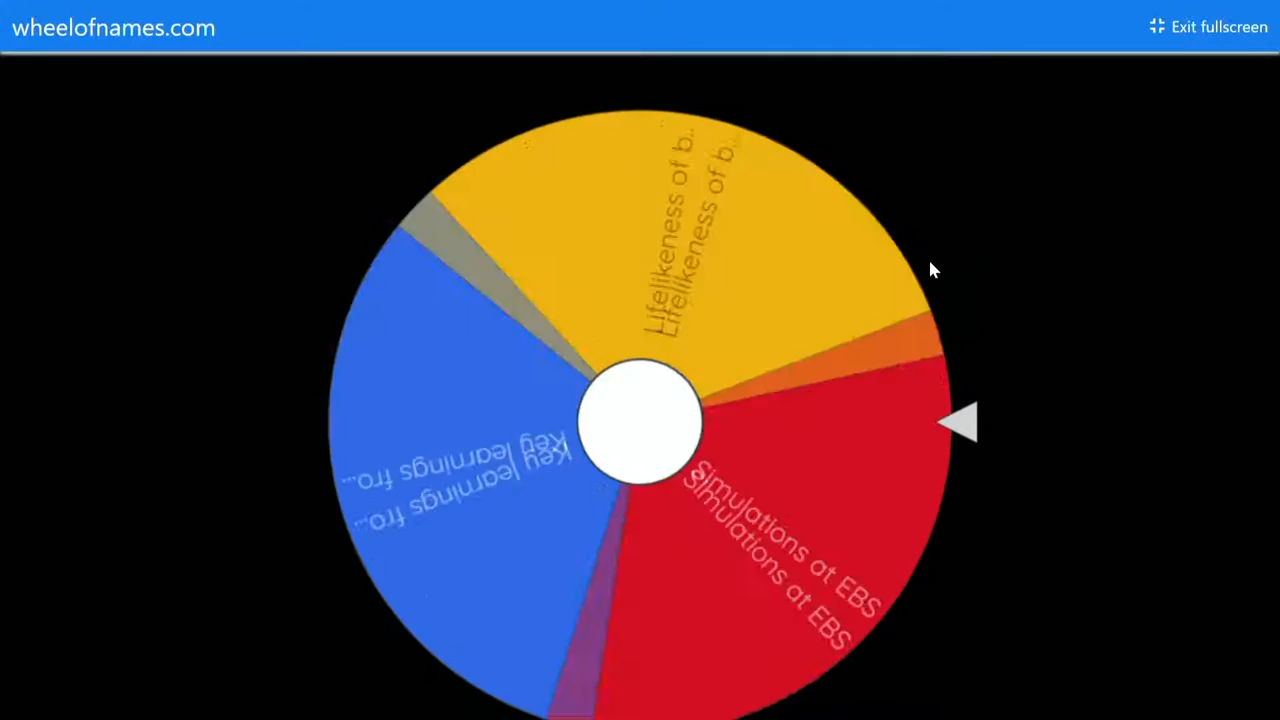 wheelofnames.com
Exit fullscreen
Lifelikeness of b...
Lifelikeness of b...
Key learnings fro...
Key learnings fro...
Simulations at EBS
Simulations at EBS